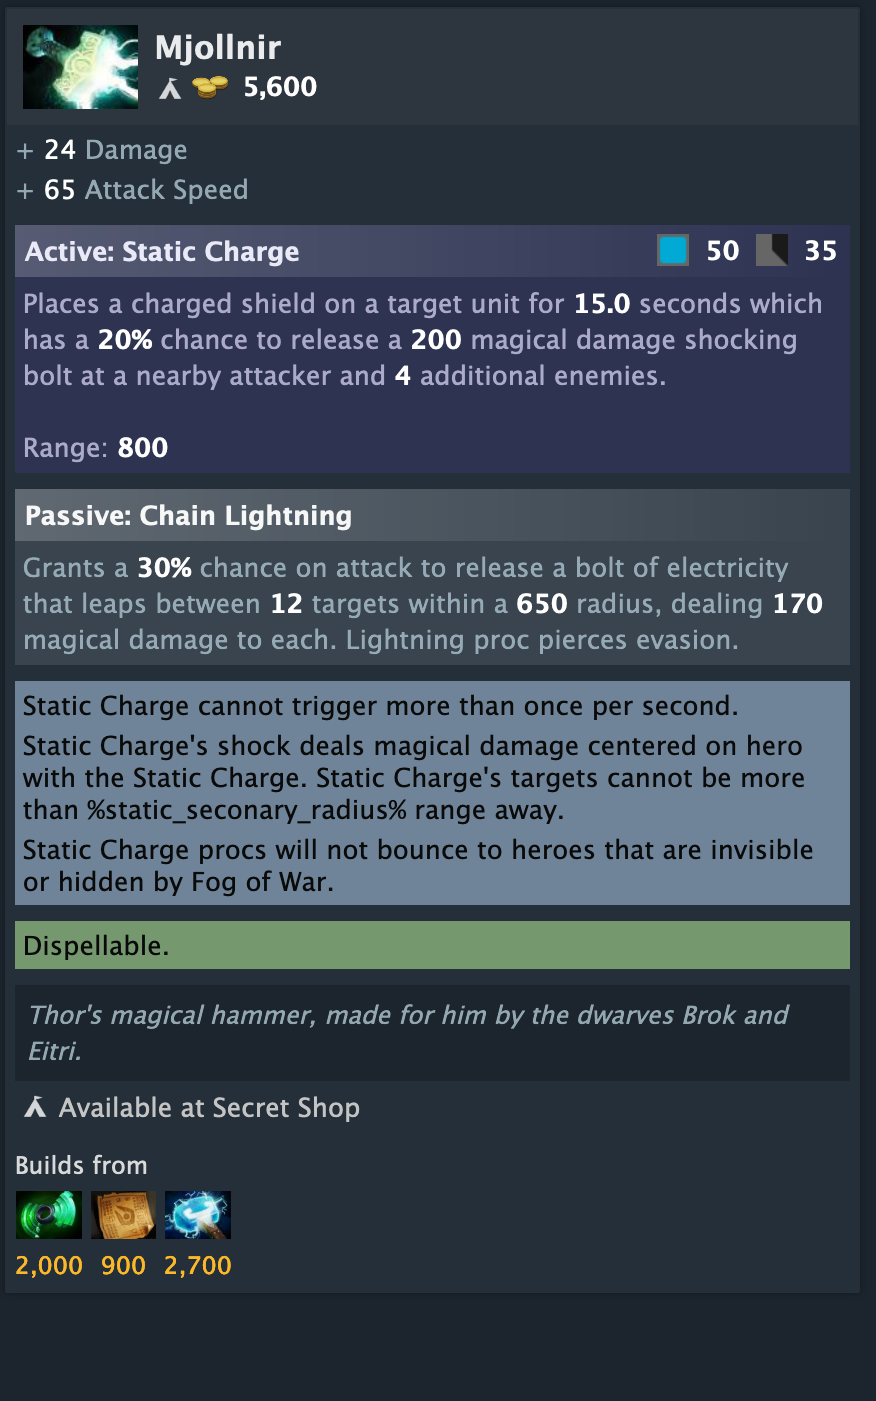 Mjollnir
5,600
+ 24 Damage
+ 65 Attack Speed
Active: Static Charge 50 35
Places a charged shield on a target unit for 15.0 seconds which
has a 20% chance to release a 200 magical damage shocking
bolt at a nearby attacker and 4 additional enemies.
Range: 800
Passive: Chain Lightning
Grants a 30% chance on attack to release a bolt of electricity
that leaps between 12 targets within a 650 radius, dealing 170
magical damage to each. Lightning proc pierces evasion.
Static Charge cannot trigger more than once per second.
Static Charge's shock deals magical damage centered on hero
with the Static Charge. Static Charge's targets cannot be more
than %static_seconary_radius% range away.
Static Charge procs will not bounce to heroes that are invisible
or hidden by Fog of War.
Dispellable.
Thor's magical hammer, made for him by the dwarves Brok and
Eitri.
Available at Secret Shop
Builds from
2,000 900 2,700